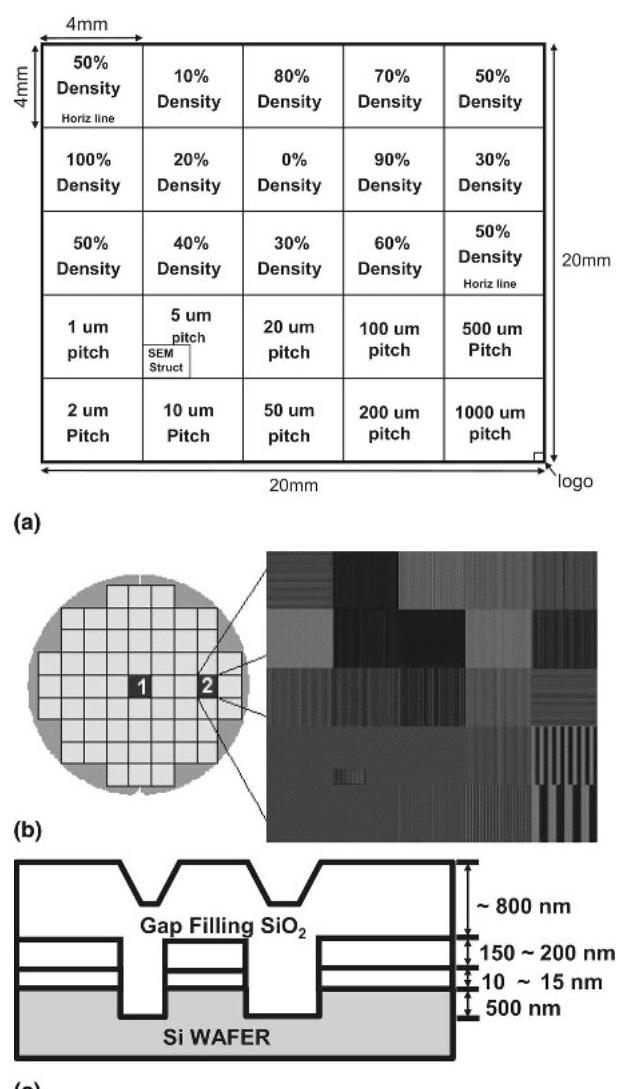 4mm
4mm
50%
Density
Horiz line
10%
Density
80%
Density
70%
Density
50%
Density
100%
Density
20%
Density
0%
Density
90%
Density
30%
Density
50%
Density
40%
Density
30%
Density
60%
Density
50%
Density
Horiz line
20mm
1 um
pitch
5 um
pitch
SEM
Struct
20 um
pitch
100 um
pitch
500 um
Pitch
2 um
Pitch
10 um
Pitch
50 um
pitch
200 um
pitch
1000 um
pitch
20mm
logo
(a)
1
2
(b)
Gap Filling SiO2
~ 800 nm
150 ~ 200 nm
10 ~ 15 nm
500 nm
Si WAFER